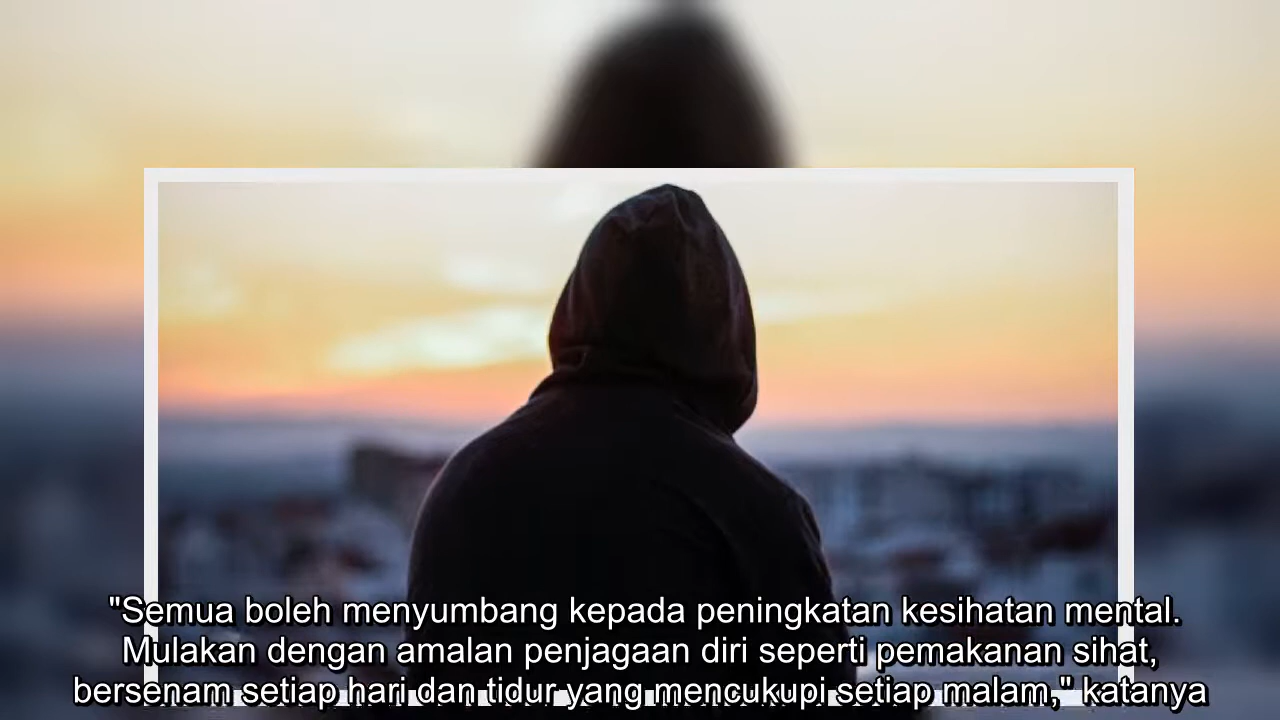 "Semua boleh menyumbang kepada peningkatan kesihatan mental.
Mulakan dengan amalan penjagaan diri seperti pemakanan sihat,
bersenam setiap hari dan tidur yang mencukupi setiap malam," katanya